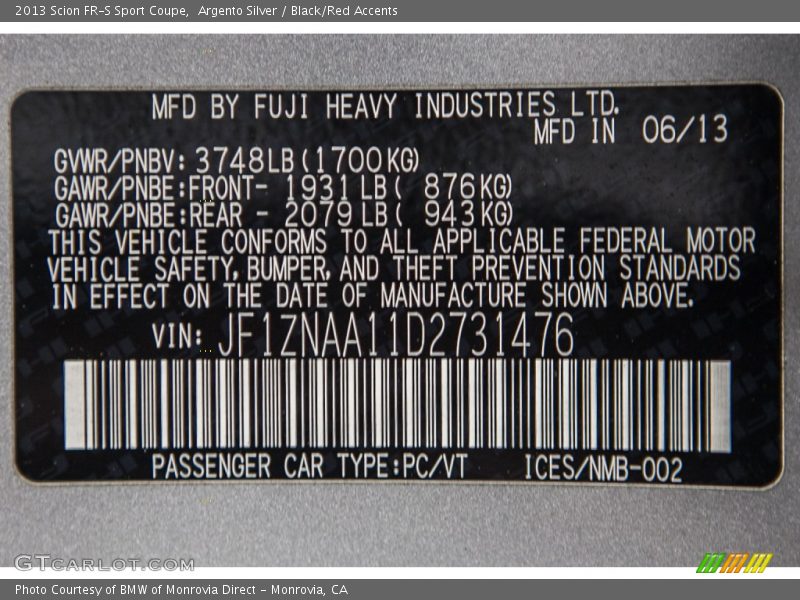 2013 Scion FR-S Sport Coupe,  Argento Silver / Black/Red Accents
MFD BY FUJI HEAVY INDUSTRIES LTD.
MFD IN 06/13
GVWR/PNBV: 3748LB(1700KG)
GAWR/PNBE:FRONT- 1931LB( 876KG)
GAWR/PNBE:REAR - 2079LB( 943KG)
THIS VEHICLE CONFORMS TO ALL APPLICABLE FEDERAL MOTOR
VEHICLE SAFETY, BUMPER, AND THEFT PREVENTION STANDARDS
IN EFFECT ON THE DATE OF MANUFACTURE SHOWN ABOVE.
VIN: JF1ZNAA11D2731476
PASSENGER CAR TYPE:PC/VT ICES/NMB-002
GTCarLot.com
Photo Courtesy of BMW of Monrovia Direct - Monrovia, CA